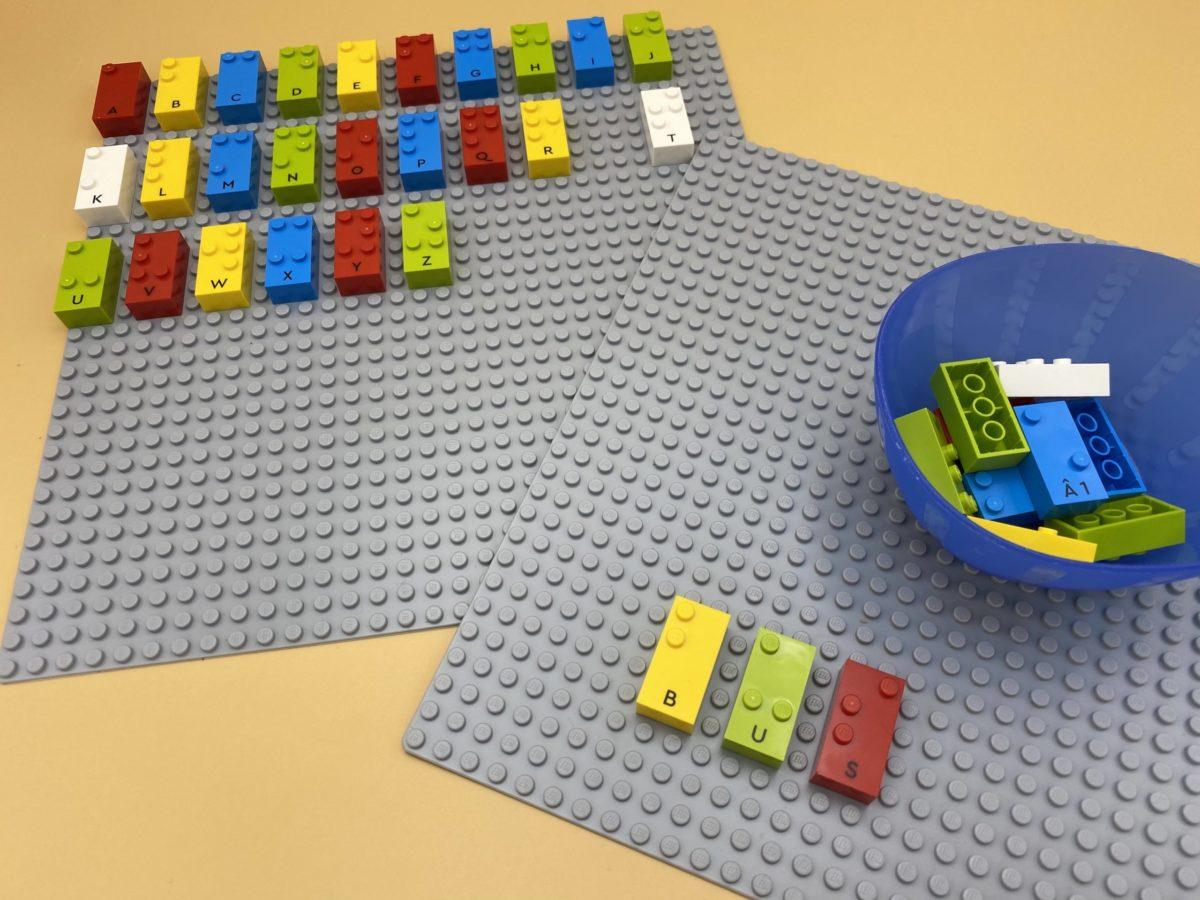 A B C D E F G H I J
K L M N O P Q R T
U V W X Y Z
Â1
B U S